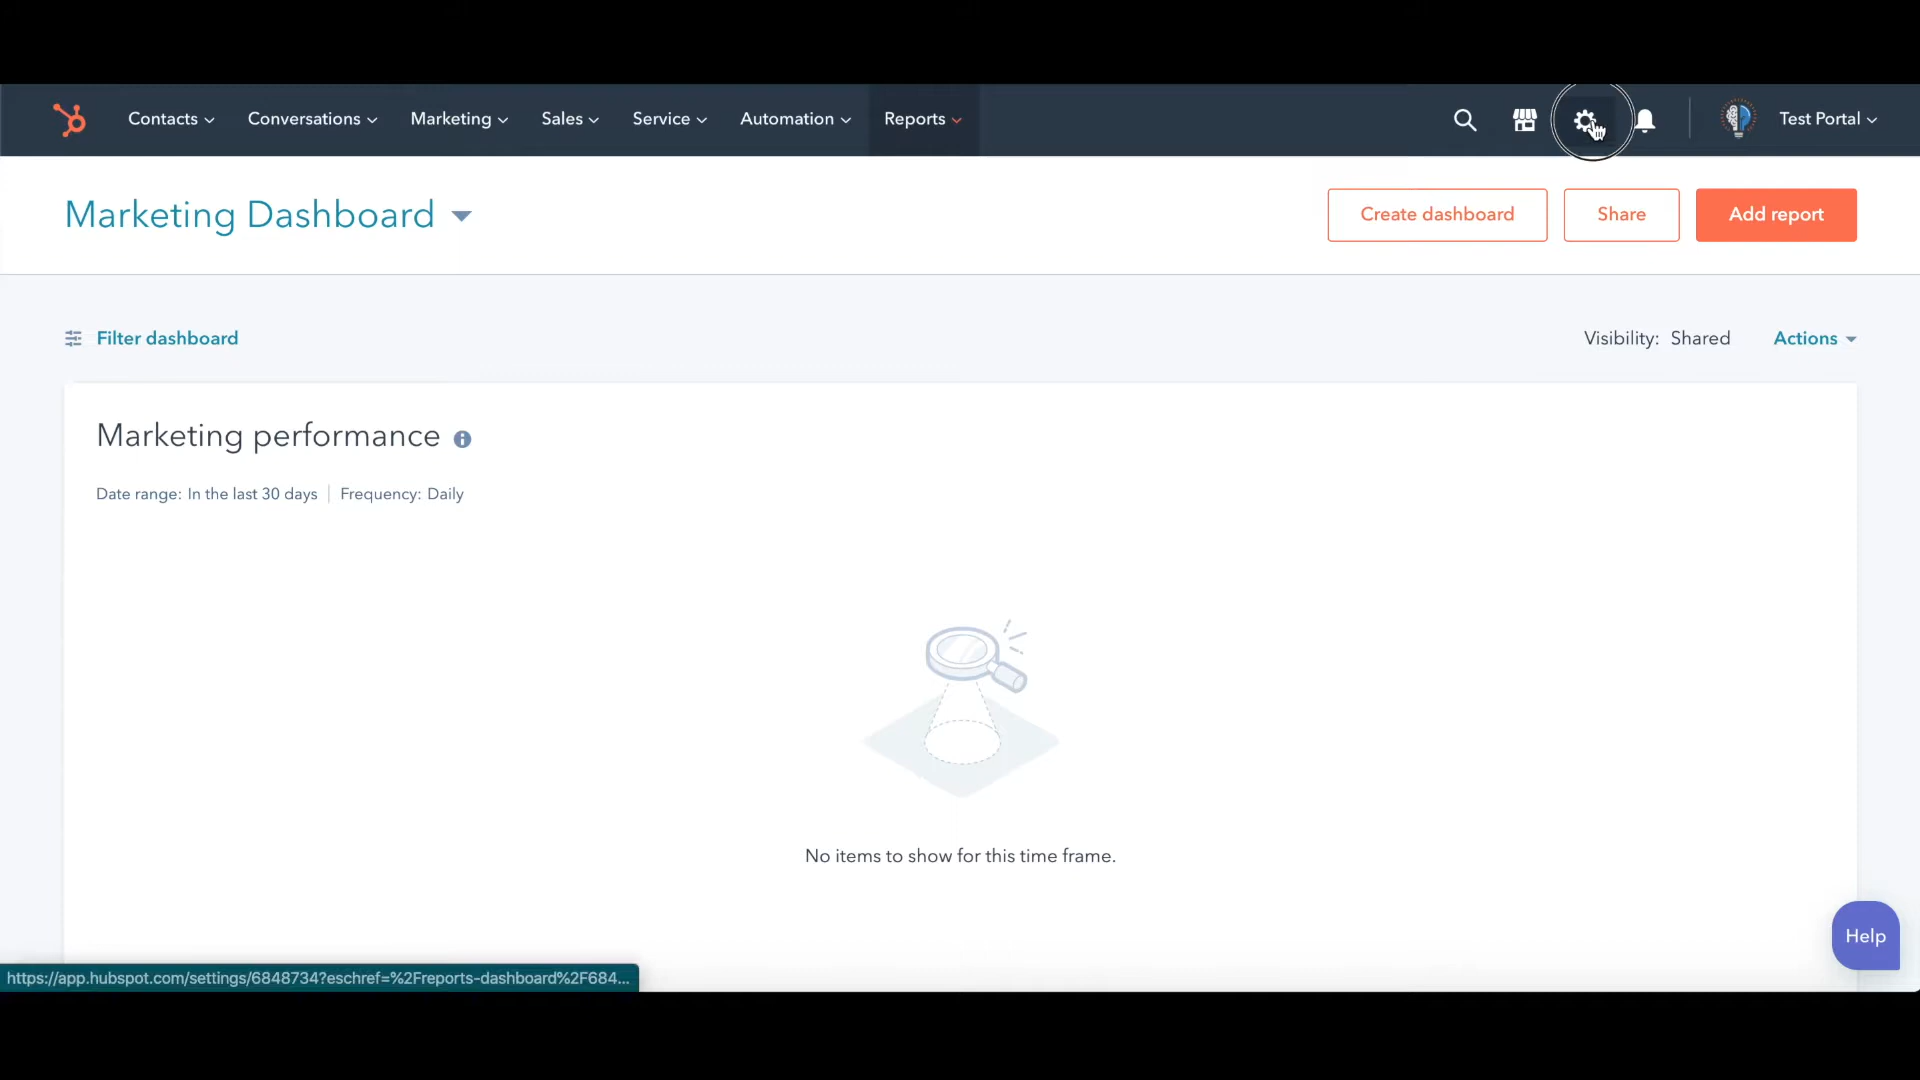 Contacts Conversations Marketing Sales Service Automation Reports Test Portal
Marketing Dashboard Create dashboard Share Add report
Filter dashboard Visibility: Shared Actions
Marketing performance
Date range: In the last 30 days Frequency: Daily
No items to show for this time frame.
Help
https://app.hubspot.com/settings/6848734?eschref=%2Freports-dashboard%2F684...